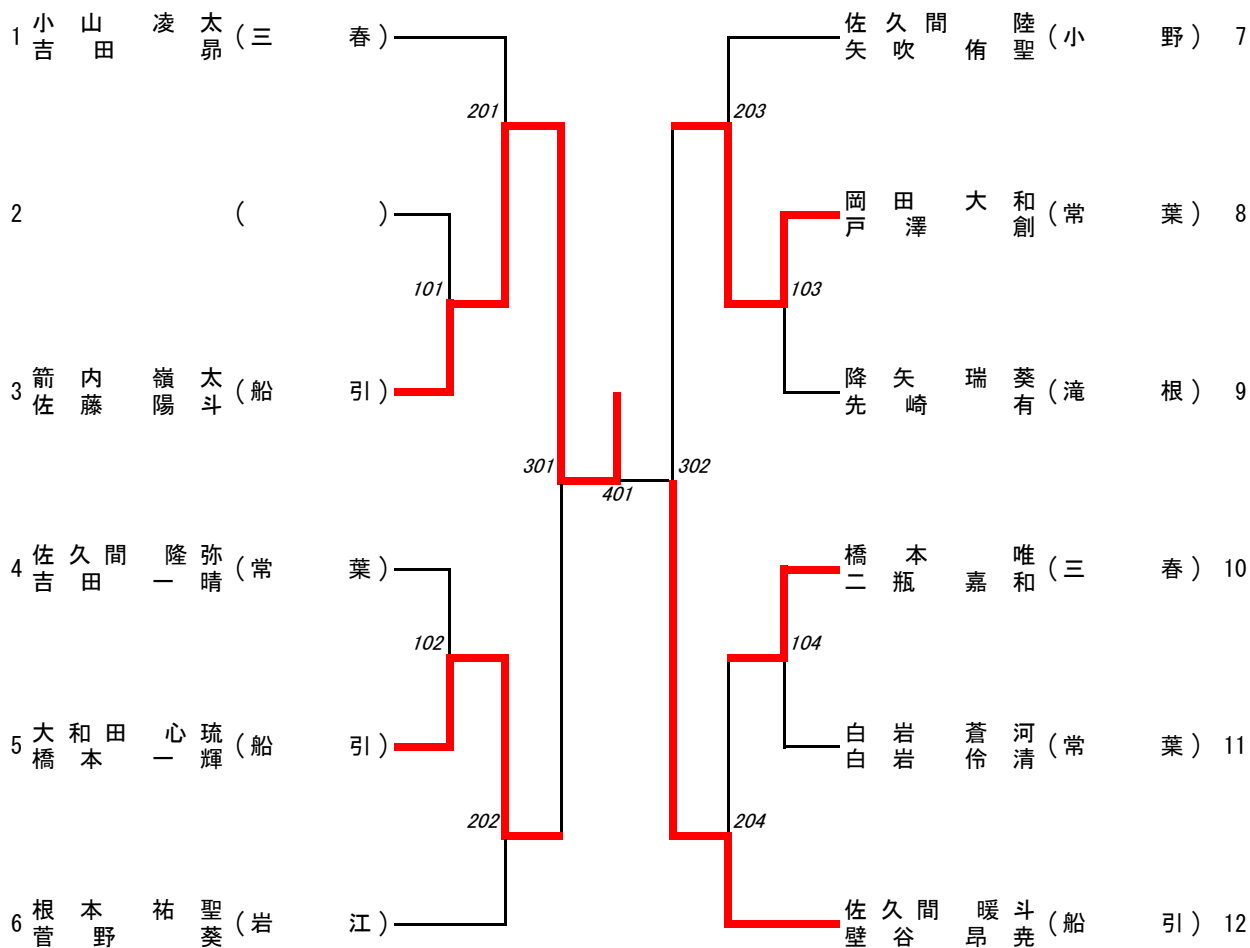 小山 凌太
1 (三春)
吉田 昴
201
2 ( )
101
箭内 嶺太
3 (船引)
佐藤 陽斗
301
佐久間 隆弥
4 (常葉)
吉田 一晴
102
大和田 心琉
5 (船引)
橋本 一輝
202
根本 祐聖
6 (岩江)
菅野 葵
401
佐久間 陸
(小野) 7
矢吹 侑聖
203
岡田 大和
(常葉) 8
戸澤 創
103
降矢 瑞葵
(滝根) 9
先崎 有
302
橋本 唯
(三春) 10
二瓶 嘉和
104
白岩 蒼河
(常葉) 11
白岩 伶清
204
佐久間 暖斗
(船引) 12
壁谷 昂尭